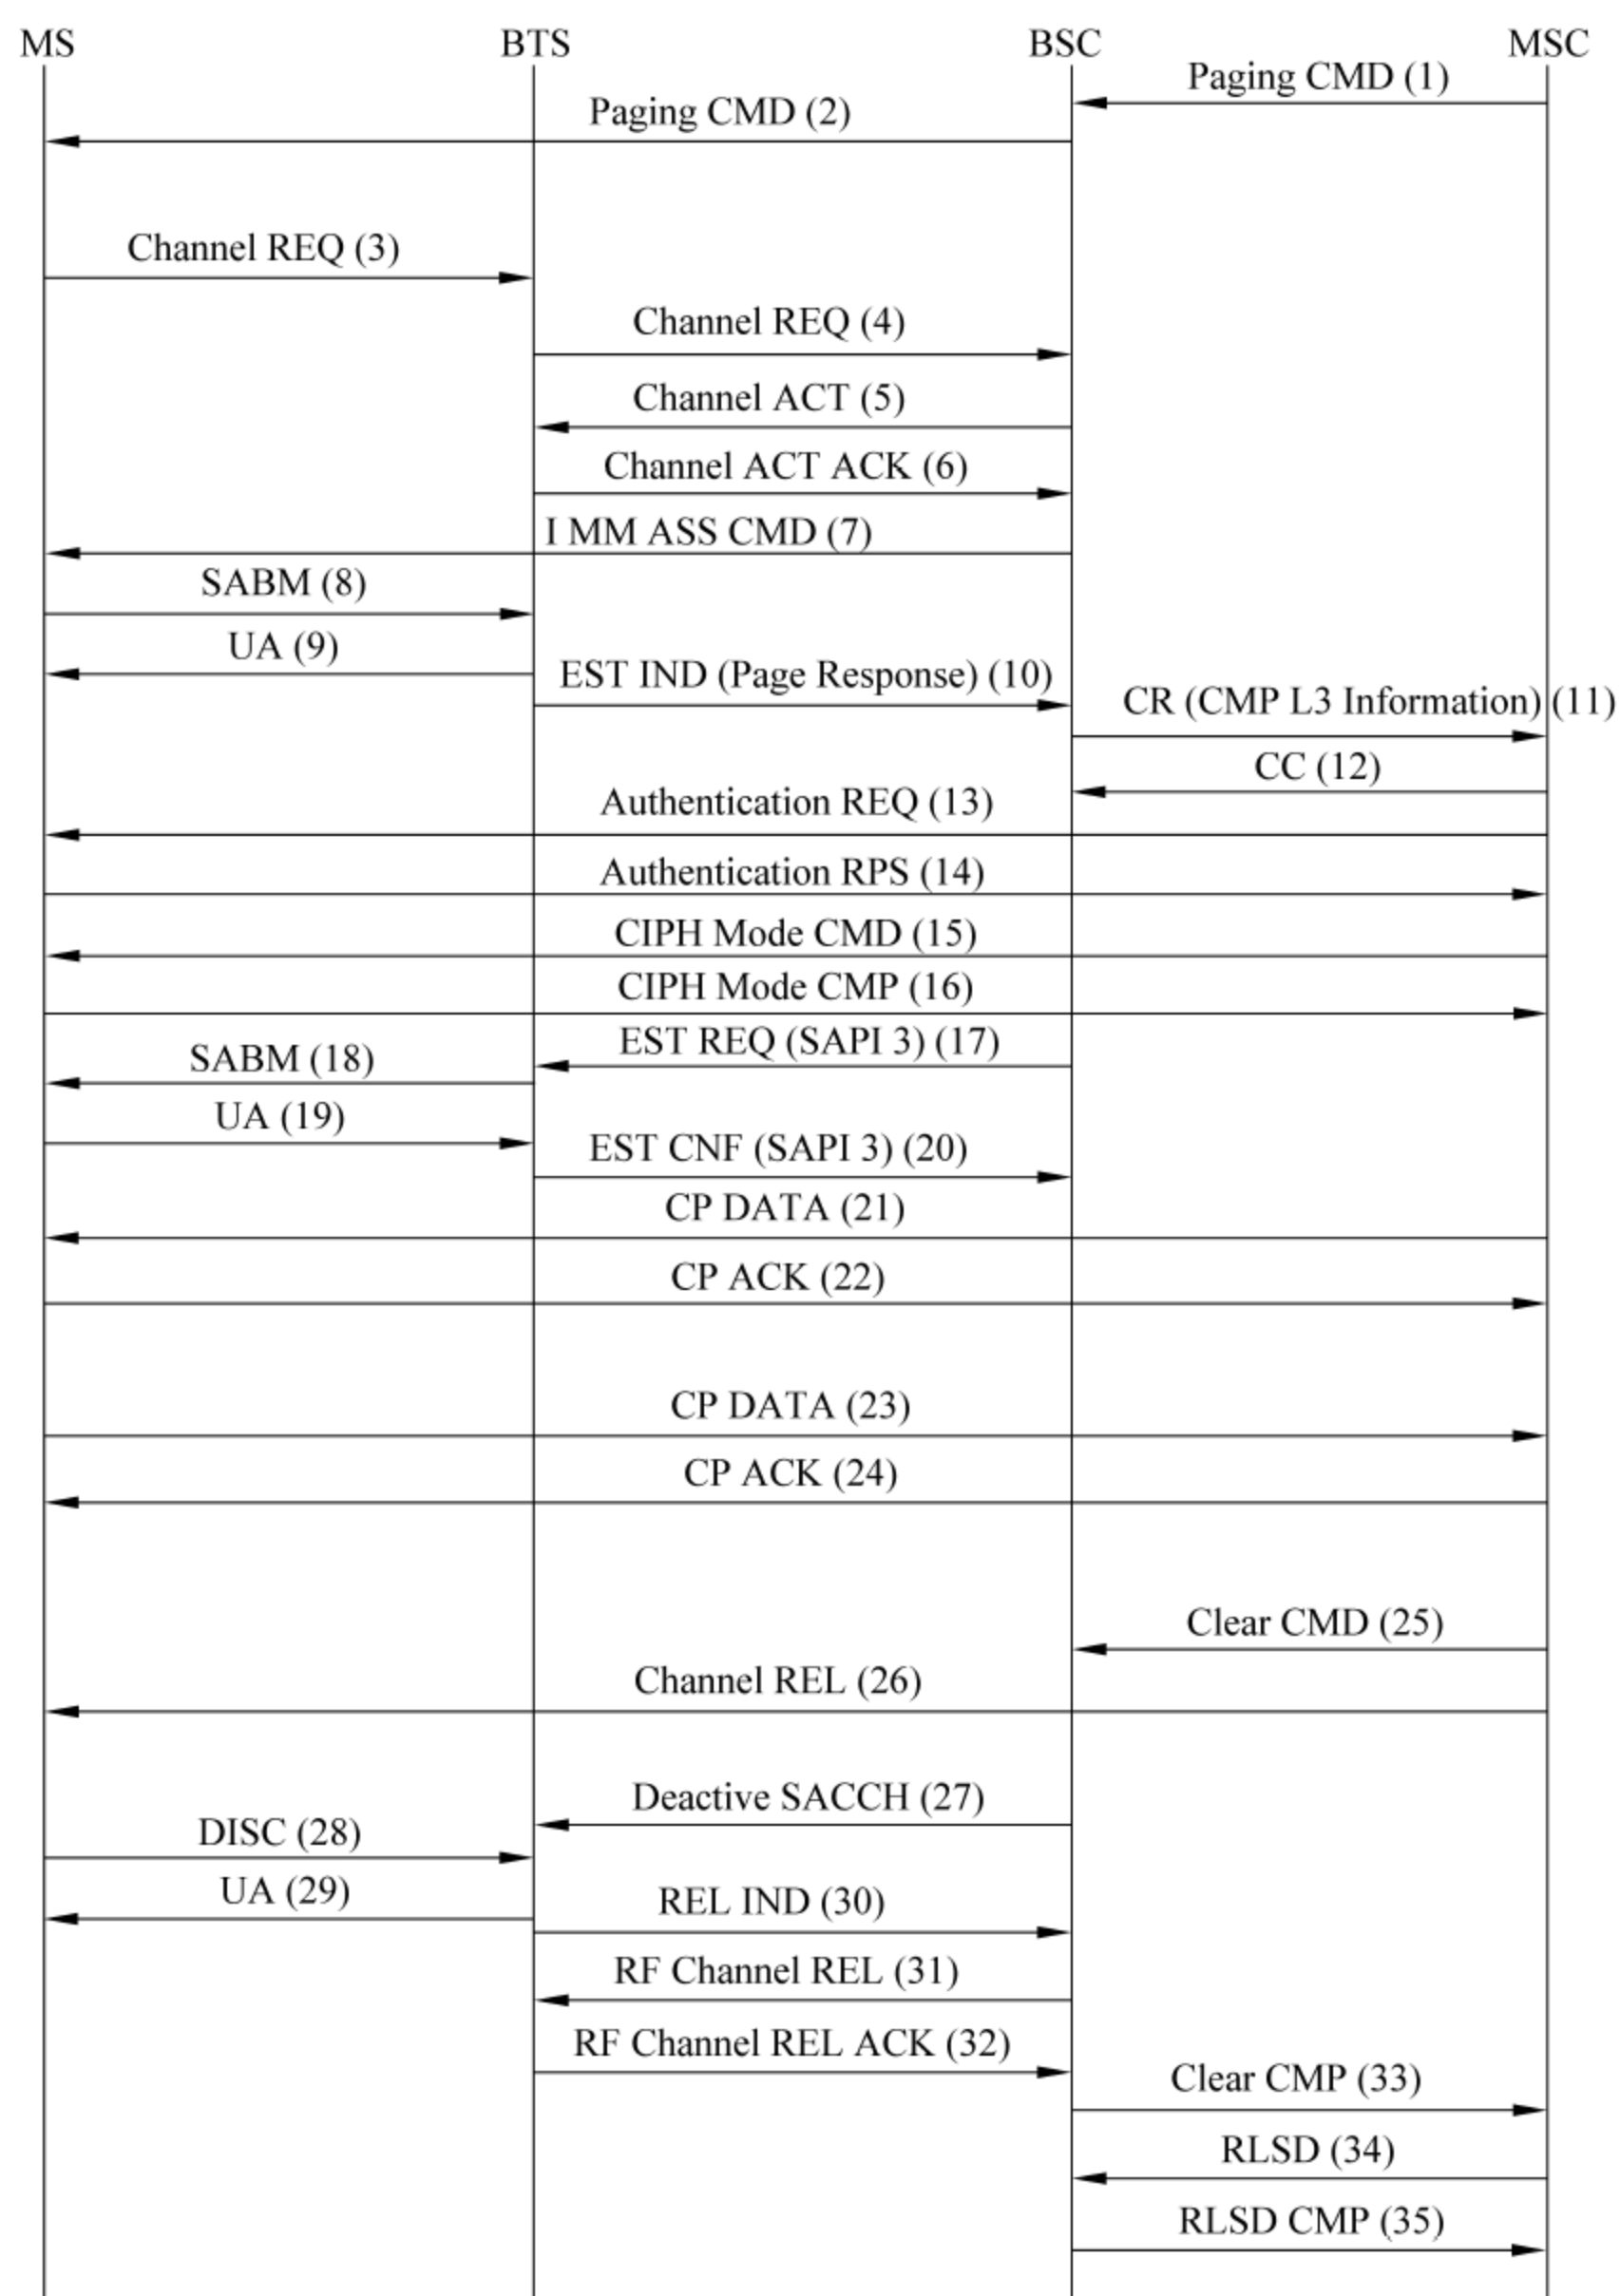 MS BTS BSC MSC
Paging CMD (1)
Paging CMD (2)
Channel REQ (3)
Channel REQ (4)
Channel ACT (5)
Channel ACT ACK (6)
I MM ASS CMD (7)
SABM (8)
UA (9)
EST IND (Page Response) (10)
CR (CMP L3 Information) (11)
CC (12)
Authentication REQ (13)
Authentication RPS (14)
CIPH Mode CMD (15)
CIPH Mode CMP (16)
EST REQ (SAPI 3) (17)
SABM (18)
UA (19)
EST CNF (SAPI 3) (20)
CP DATA (21)
CP ACK (22)
CP DATA (23)
CP ACK (24)
Clear CMD (25)
Channel REL (26)
Deactive SACCH (27)
DISC (28)
UA (29)
REL IND (30)
RF Channel REL (31)
RF Channel REL ACK (32)
Clear CMP (33)
RLSD (34)
RLSD CMP (35)